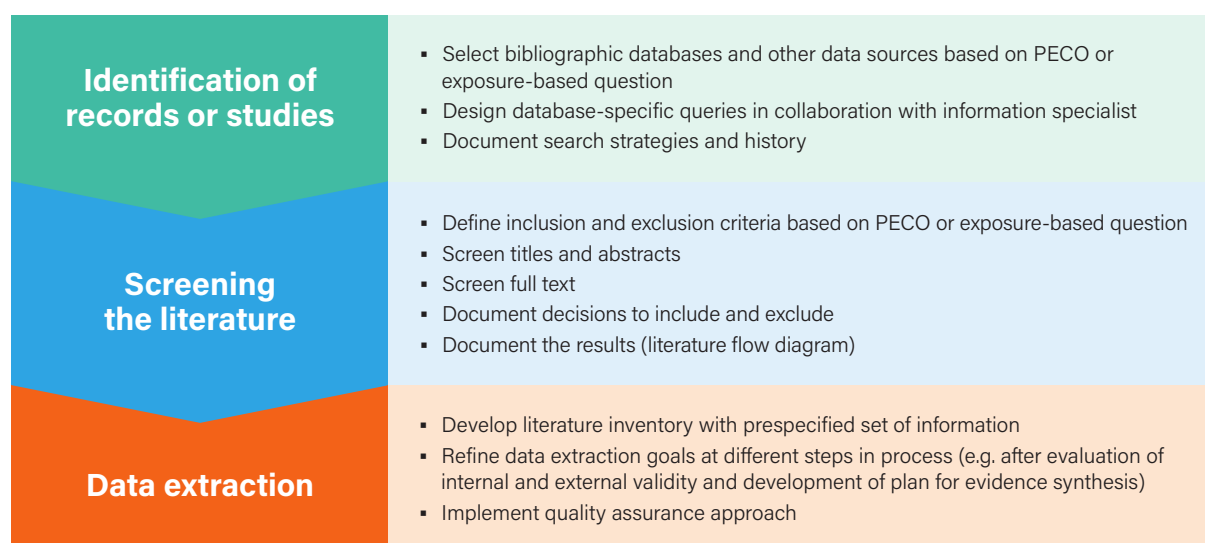 Identification of
records or studies
▪ Select bibliographic databases and other data sources based on PECO or
exposure-based question
▪ Design database-specific queries in collaboration with information specialist
▪ Document search strategies and history
Screening
the literature
▪ Define inclusion and exclusion criteria based on PECO or exposure-based question
▪ Screen titles and abstracts
▪ Screen full text
▪ Document decisions to include and exclude
▪ Document the results (literature flow diagram)
Data extraction
▪ Develop literature inventory with prespecified set of information
▪ Refine data extraction goals at different steps in process (e.g. after evaluation of
internal and external validity and development of plan for evidence synthesis)
▪ Implement quality assurance approach